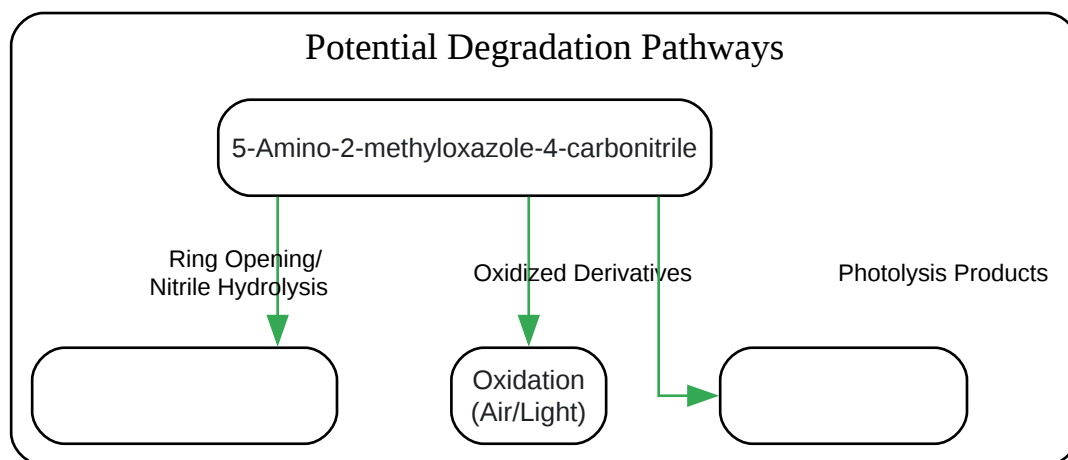 Potential Degradation Pathways
5-Amino-2-methyloxazole-4-carbonitrile
Ring Opening/
Nitrile Hydrolysis
Oxidized Derivatives
Photolysis Products
Oxidation
(Air/Light)